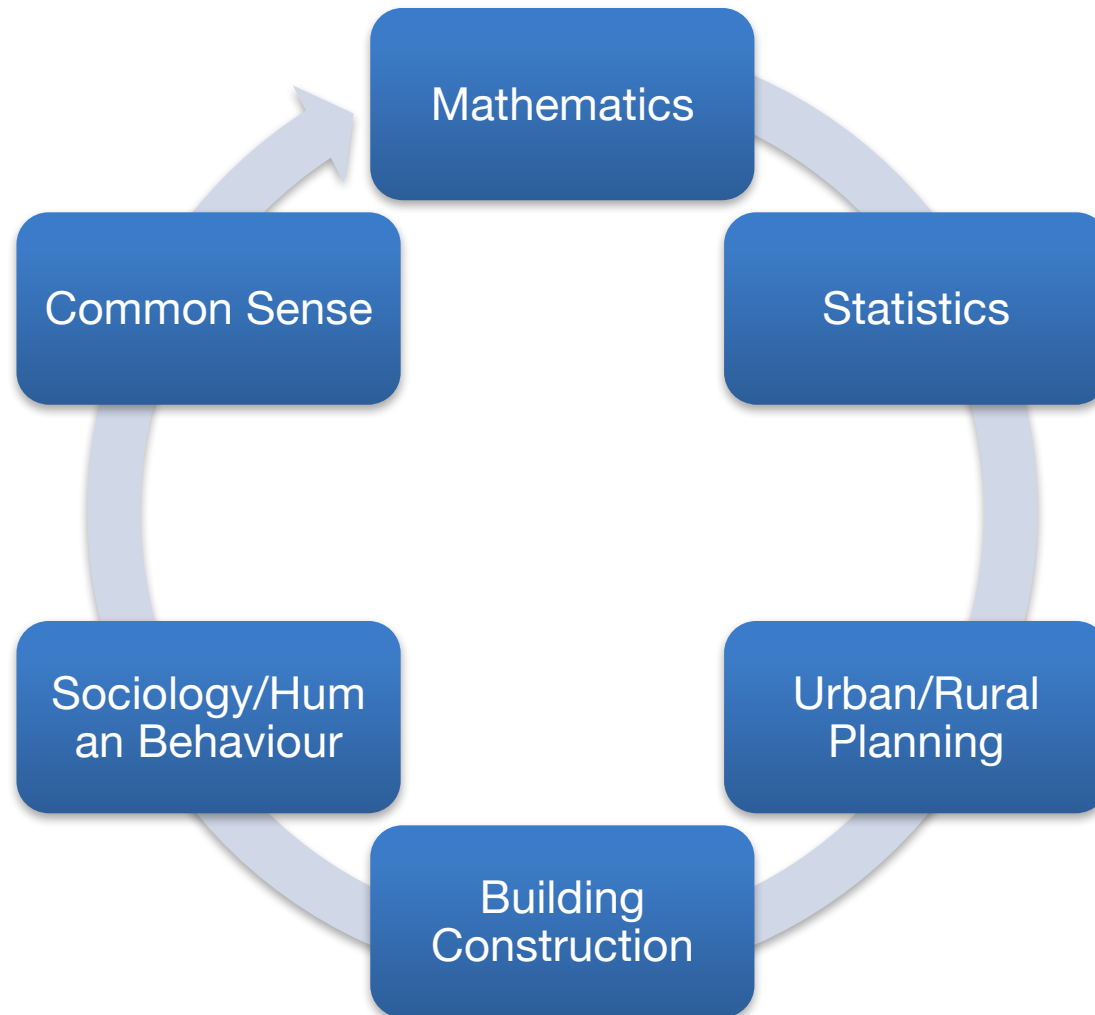 Mathematics
Statistics
Urban/Rural
Planning
Building
Construction
Sociology/Hum
an Behaviour
Common Sense